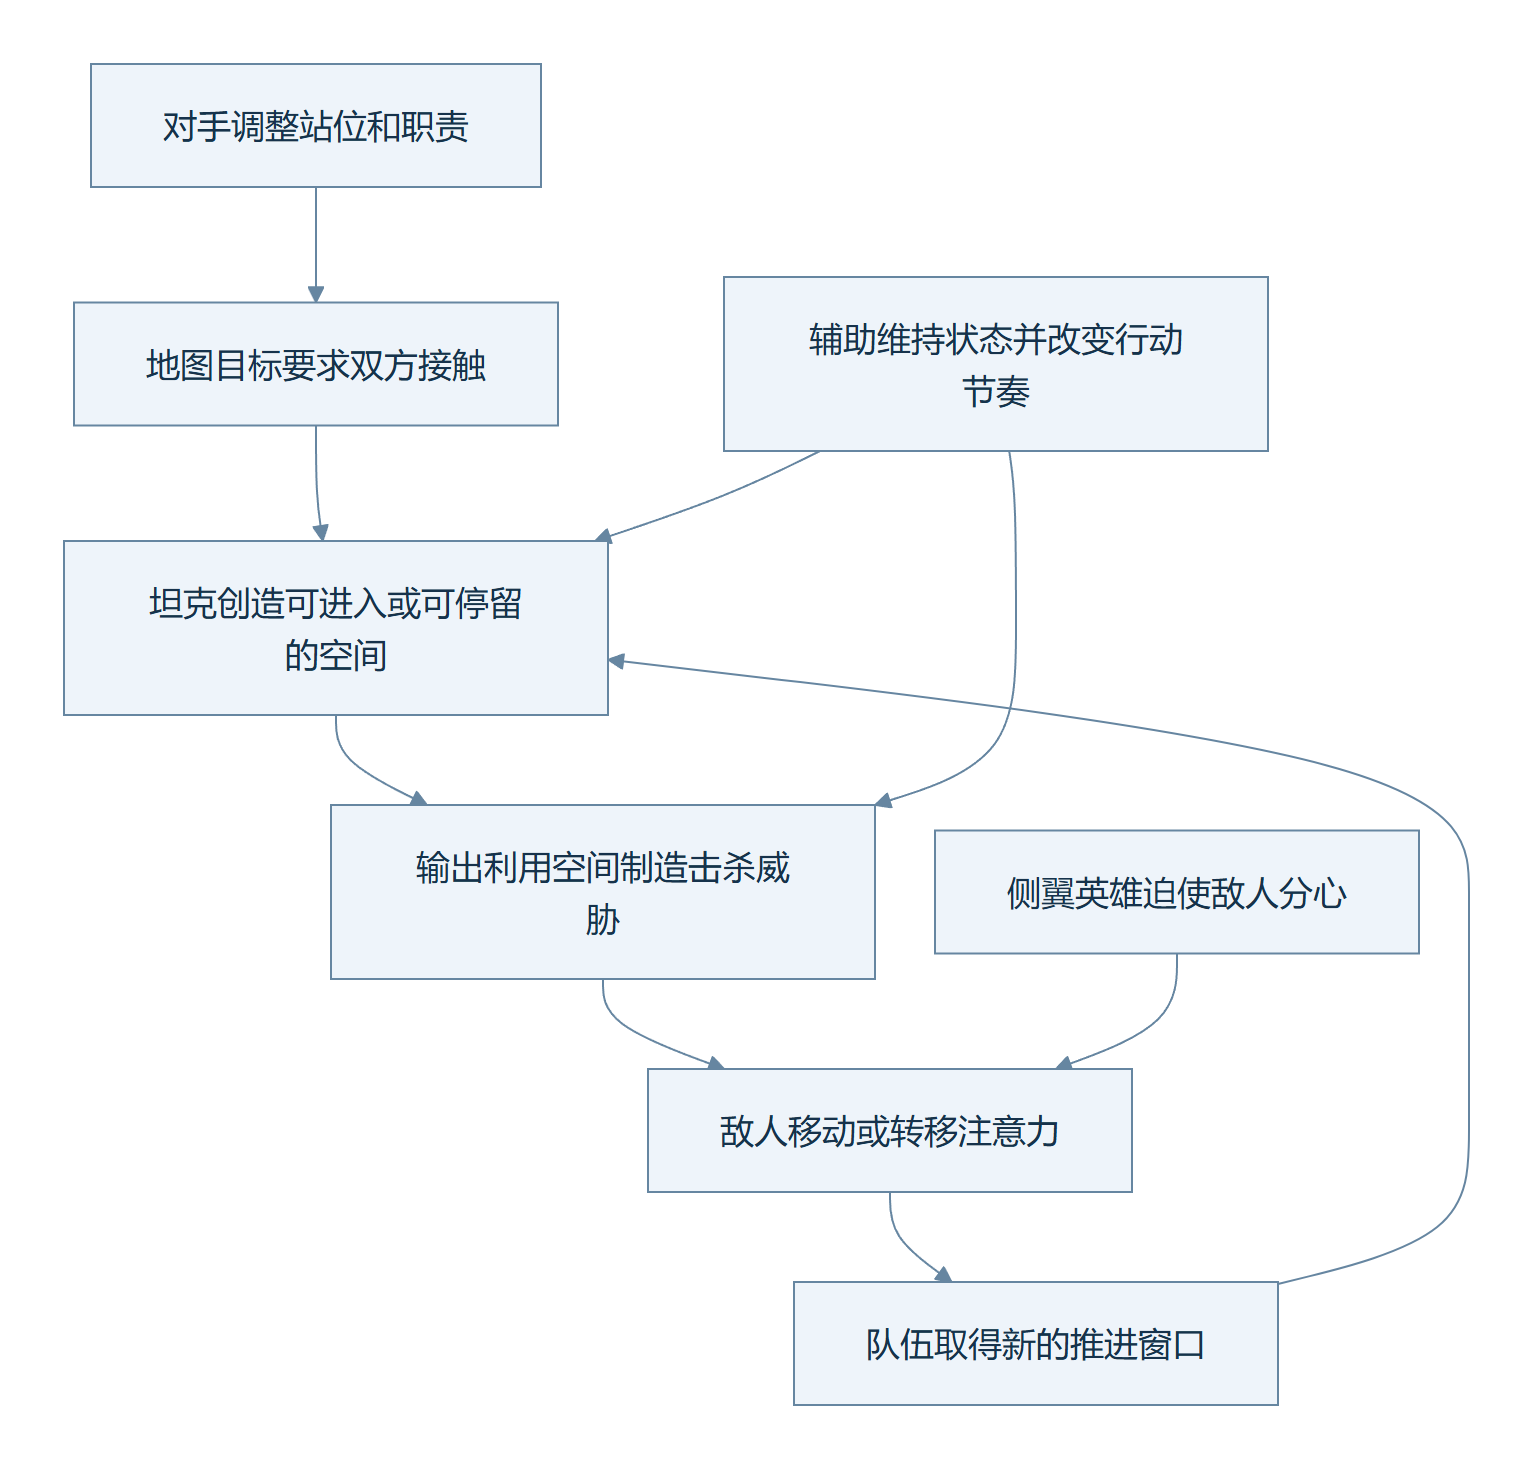 对手调整站位和职责
地图目标要求双方接触
辅助维持状态并改变行动
节奏
坦克创造可进入或可停留
的空间
输出利用空间制造击杀威
胁
侧翼英雄迫使敌人分心
敌人移动或转移注意力
队伍取得新的推进窗口